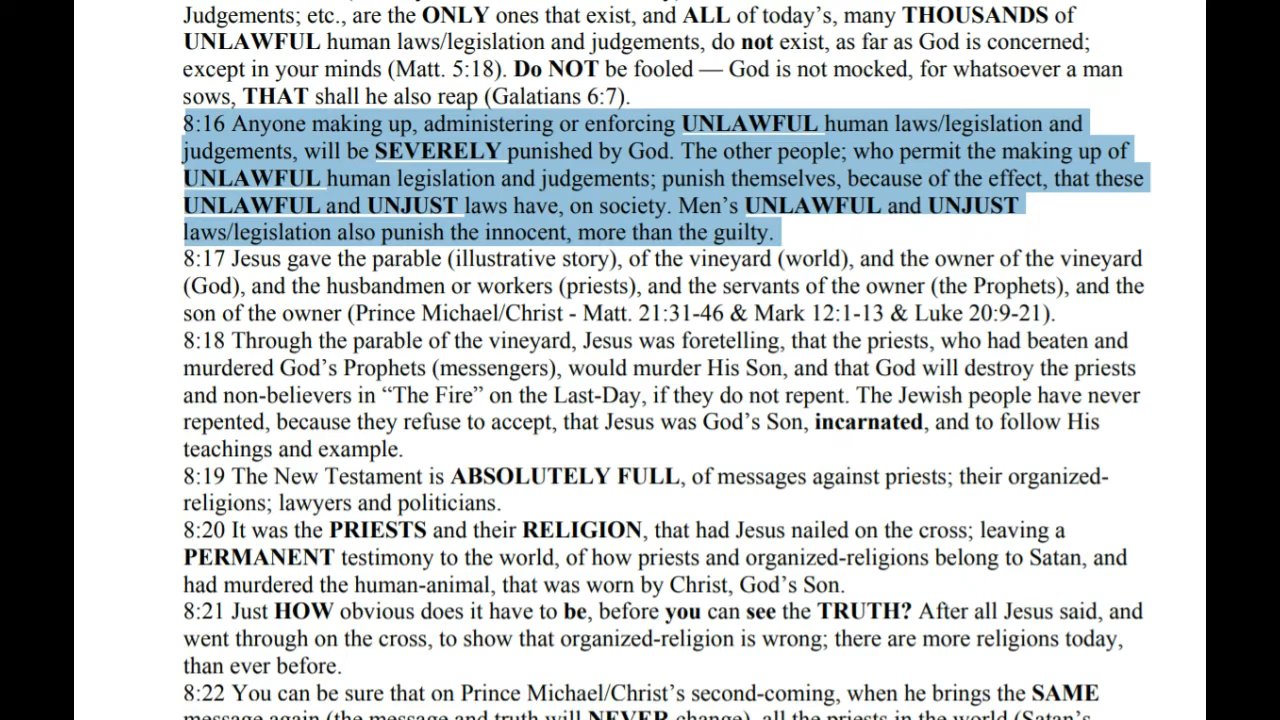 Judgements; etc., are the ONLY ones that exist, and ALL of today's, many THOUSANDS of
UNLAWFUL human laws/legislation and judgements, do not exist, as far as God is concerned;
except in your minds (Matt. 5:18). Do NOT be fooled — God is not mocked, for whatsoever a man
sows, THAT shall he also reap (Galatians 6:7).
8:16 Anyone making up, administering or enforcing UNLAWFUL human laws/legislation and
judgements, will be SEVERELY punished by God. The other people; who permit the making up of
UNLAWFUL human legislation and judgements; punish themselves, because of the effect, that these
UNLAWFUL and UNJUST laws have, on society. Men's UNLAWFUL and UNJUST
laws/legislation also punish the innocent, more than the guilty.
8:17 Jesus gave the parable (illustrative story), of the vineyard (world), and the owner of the vineyard
(God), and the husbandmen or workers (priests), and the servants of the owner (the Prophets), and the
son of the owner (Prince Michael/Christ - Matt. 21:31-46 & Mark 12:1-13 & Luke 20:9-21).
8:18 Through the parable of the vineyard, Jesus was foretelling, that the priests, who had beaten and
murdered God's Prophets (messengers), would murder His Son, and that God will destroy the priests
and non-believers in “The Fire” on the Last-Day, if they do not repent. The Jewish people have never
repented, because they refuse to accept, that Jesus was God's Son, incarnated, and to follow His
teachings and example.
8:19 The New Testament is ABSOLUTELY FULL, of messages against priests; their organized-
religions; lawyers and politicians.
8:20 It was the PRIESTS and their RELIGION, that had Jesus nailed on the cross; leaving a
PERMANENT testimony to the world, of how priests and organized-religions belong to Satan, and
had murdered the human-animal, that was worn by Christ, God's Son.
8:21 Just HOW obvious does it have to be, before you can see the TRUTH? After all Jesus said, and
went through on the cross, to show that organized-religion is wrong; there are more religions today,
than ever before.
8:22 You can be sure that on Prince Michael/Christ's second-coming, when he brings the SAME
message again (the message and truth will NEVER change), all the priests in the world (Satan's